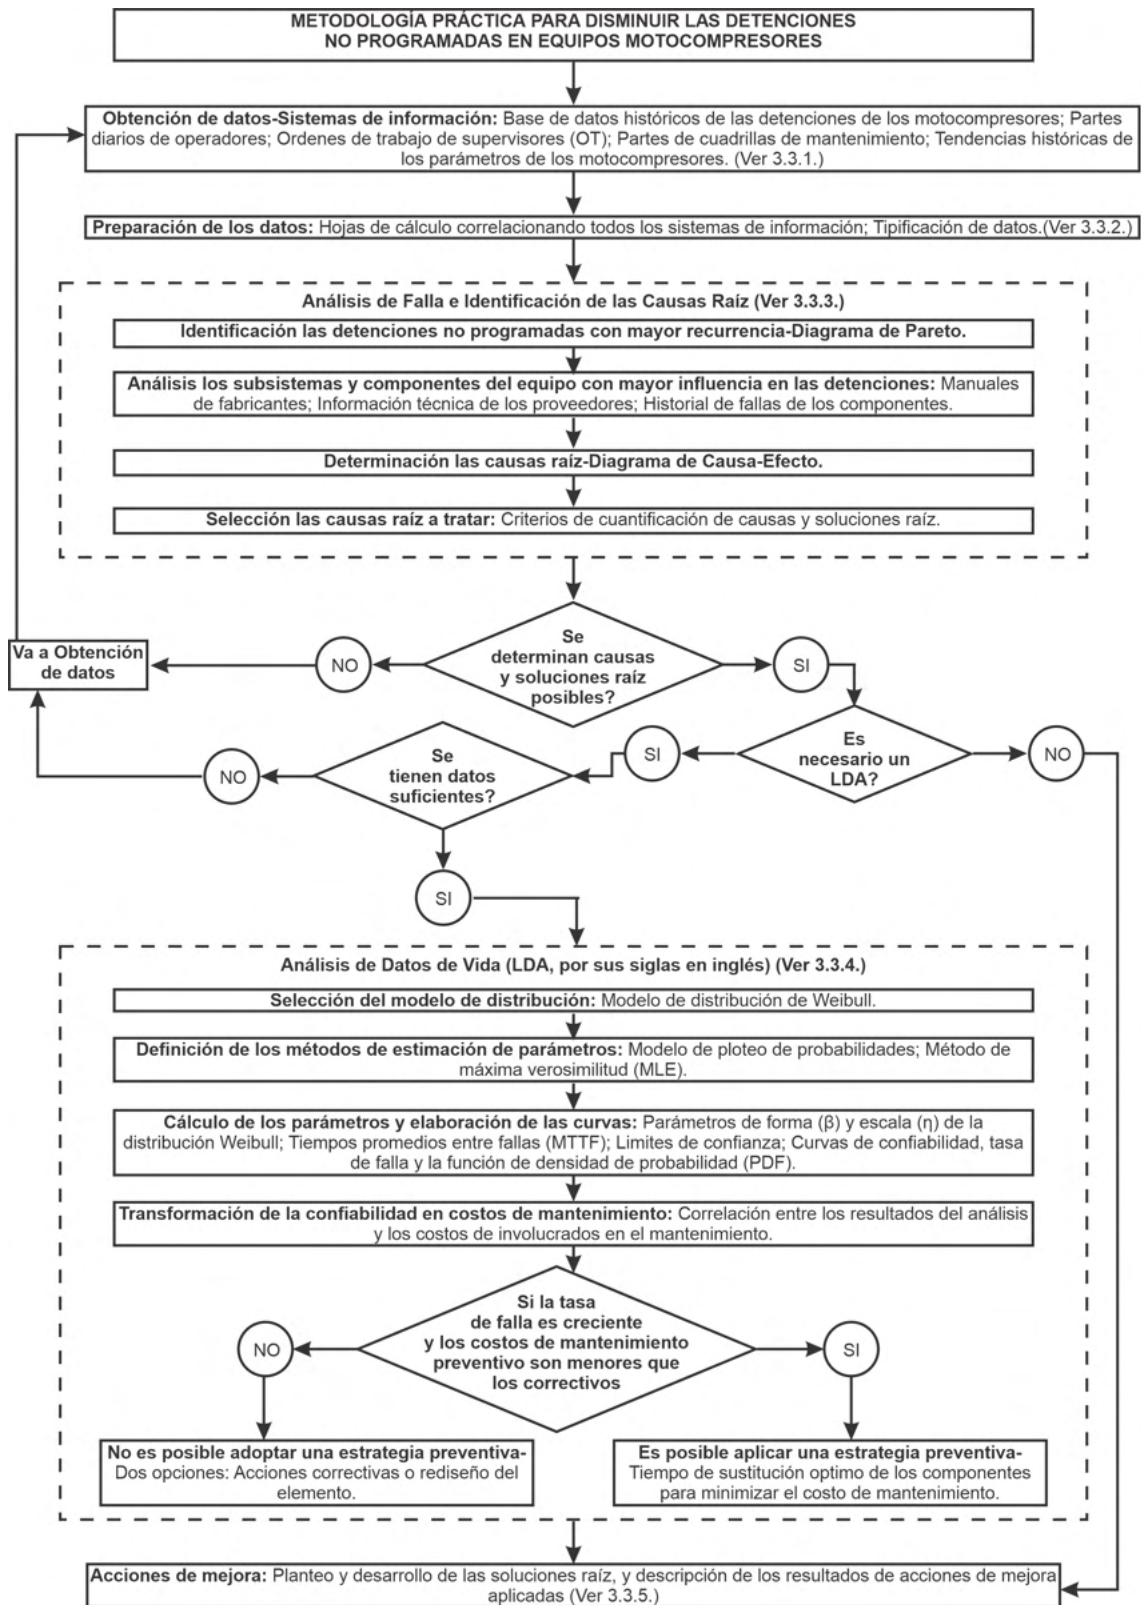 METODOLOGÍA PRÁCTICA PARA DISMINUIR LAS DETENCIONES
NO PROGRAMADAS EN EQUIPOS MOTOCOMPRESORES
Obtención de datos-Sistemas de información: Base de datos históricos de las detenciones de los motocompresores; Partes
diarios de operadores; Ordenes de trabajo de supervisores (OT); Partes de cuadrillas de mantenimiento; Tendencias históricas de
los parámetros de los motocompresores. (Ver 3.3.1.)
Preparación de los datos: Hojas de cálculo correlacionando todos los sistemas de información; Tipificación de datos.(Ver 3.3.2.)
Análisis de Falla e Identificación de las Causas Raíz (Ver 3.3.3.)
Identificación las detenciones no programadas con mayor recurrencia-Diagrama de Pareto.
Análisis los subsistemas y componentes del equipo con mayor influencia en las detenciones: Manuales
de fabricantes; Información técnica de los proveedores; Historial de fallas de los componentes.
Determinación las causas raíz-Diagrama de Causa-Efecto.
Selección las causas raíz a tratar: Criterios de cuantificación de causas y soluciones raíz.
Va a Obtención
de datos
NO
Se
determinan causas
y soluciones raíz
posibles?
SI
NO
Se
tienen datos
suficientes?
SI
Es
necesario un
LDA?
NO
SI
Análisis de Datos de Vida (LDA, por sus siglas en inglés) (Ver 3.3.4.)
Selección del modelo de distribución: Modelo de distribución de Weibull.
Definición de los métodos de estimación de parámetros: Modelo de ploteo de probabilidades; Método de
máxima verosimilitud (MLE).
Cálculo de los parámetros y elaboración de las curvas: Parámetros de forma (β) y escala (η) de la
distribución Weibull; Tiempos promedios entre fallas (MTTF); Limites de confianza; Curvas de confiabilidad, tasa
de falla y la función de densidad de probabilidad (PDF).
Transformación de la confiabilidad en costos de mantenimiento: Correlación entre los resultados del análisis
y los costos de involucrados en el mantenimiento.
NO
Si la tasa
de falla es creciente
y los costos de mantenimiento
preventivo son menores que
los correctivos
SI
No es posible adoptar una estrategia preventiva-
Dos opciones: Acciones correctivas o rediseño del
elemento.
Es posible aplicar una estrategia preventiva-
Tiempo de sustitución optimo de los componentes
para minimizar el costo de mantenimiento.
Acciones de mejora: Planteo y desarrollo de las soluciones raíz, y descripción de los resultados de acciones de mejora
aplicadas (Ver 3.3.5.)